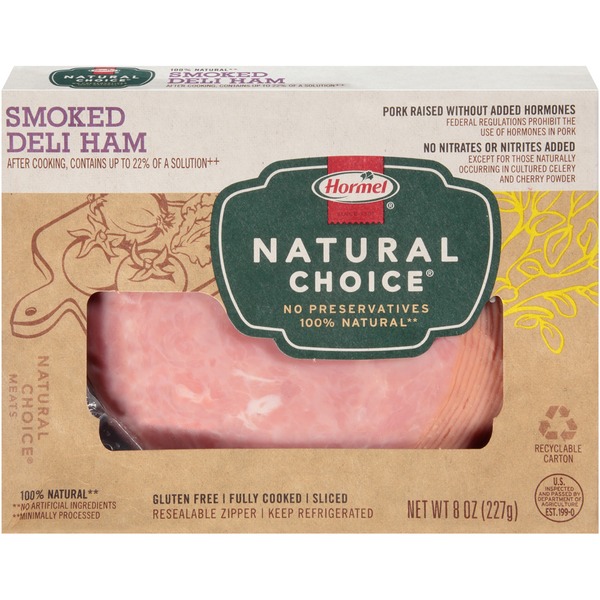 100% NATURAL**
NATURAL
CHOICE
SMOKED
DELI HAM
AFTER COOKING, CONTAINS UP TO 22% OF A SOLUTION++
SMOKED
DELI HAM
AFTER COOKING, CONTAINS UP TO 22% OF A SOLUTION++
PORK RAISED WITHOUT ADDED HORMONES
FEDERAL REGULATIONS PROHIBIT THE
USE OF HORMONES IN PORK
NO NITRATES OR NITRITES ADDED
EXCEPT FOR THOSE NATURALLY
OCCURRING IN CULTURED CELERY
AND CHERRY POWDER
Hormel
®
NATURAL
CHOICE®
NO PRESERVATIVES
100% NATURAL**
NATURAL
CHOICE®
MEATS
RECYCLABLE
CARTON
100% NATURAL**
**NO ARTIFICIAL INGREDIENTS
**MINIMALLY PROCESSED
GLUTEN FREE | FULLY COOKED | SLICED
RESEALABLE ZIPPER | KEEP REFRIGERATED
NET WT 8 OZ (227g)
U.S.
INSPECTED
AND PASSED BY
DEPARTMENT OF
AGRICULTURE
EST. 199-O